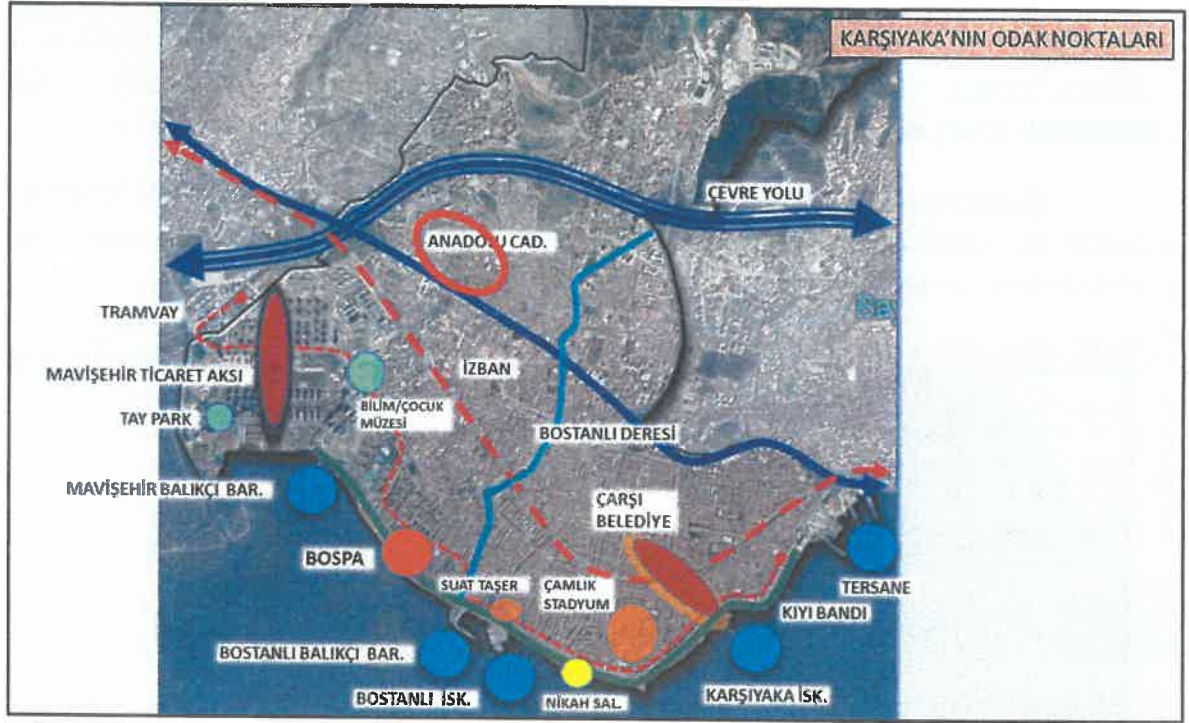 KARŞIYAKA'NIN ODAK NOKTALARI
ÇEVRE YOLU
ANADOLU CAD.
TRAMVAY
MAVİŞEHİR TİCARET AKSI
İZBAN
BİLİM/ÇOCUK
MÜZESİ
TAY PARK
BOSTANLI DERESİ
MAVİŞEHİR BALIKÇI BAR.
ÇARŞI
BELEDİYE
BOSPA
SUAT TAŞER
ÇAMLIK
STADYUM
TERSANE
KIYI BANDI
BOSTANLI BALIKÇI BAR.
BOSTANLI İSK.
NİKAH SAL.
KARŞIYAKA İSK.